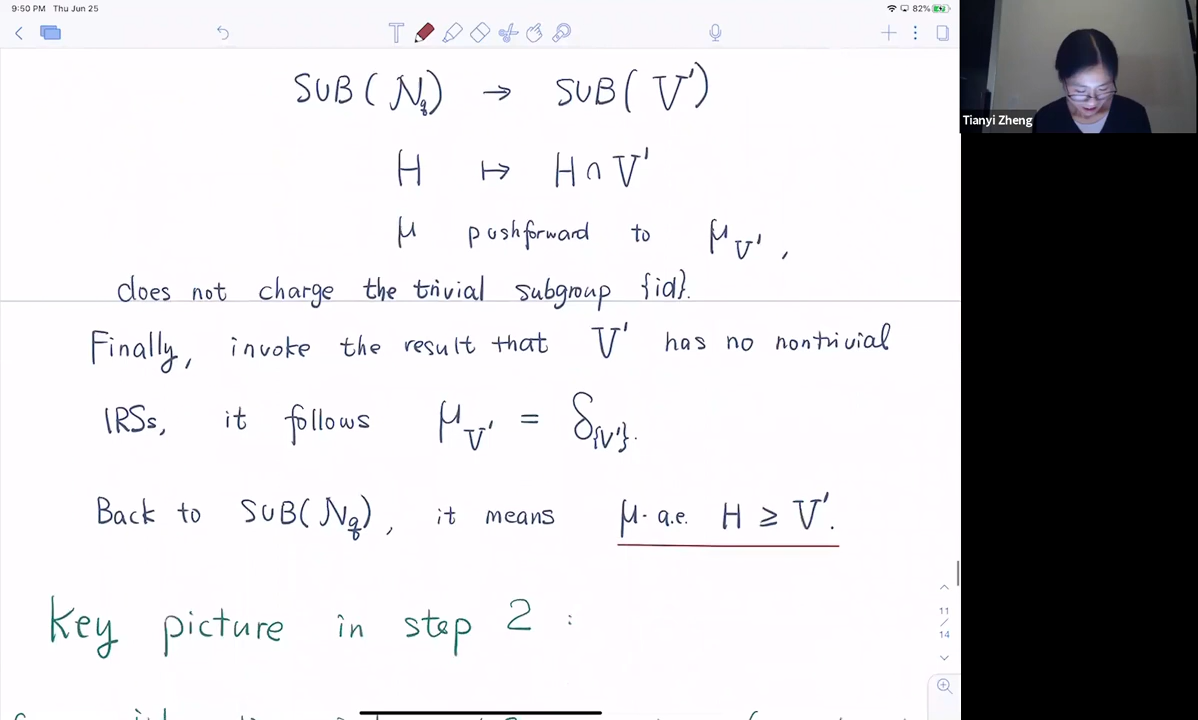 9:50 PM Thu Jun 25
82%
SUB(N_q) → SUB(V')
H ↦ H∩V'
μ pushforward to μ_V',
does not charge the trivial subgroup {id}.
Finally, invoke the result that V' has no nontrivial
IRSs, it follows μ_V' = δ_{V'}.
Back to SUB(N_q), it means μ-a.e. H ≥ V'.
Key picture in step 2 :
11
/
14
Tianyi Zheng